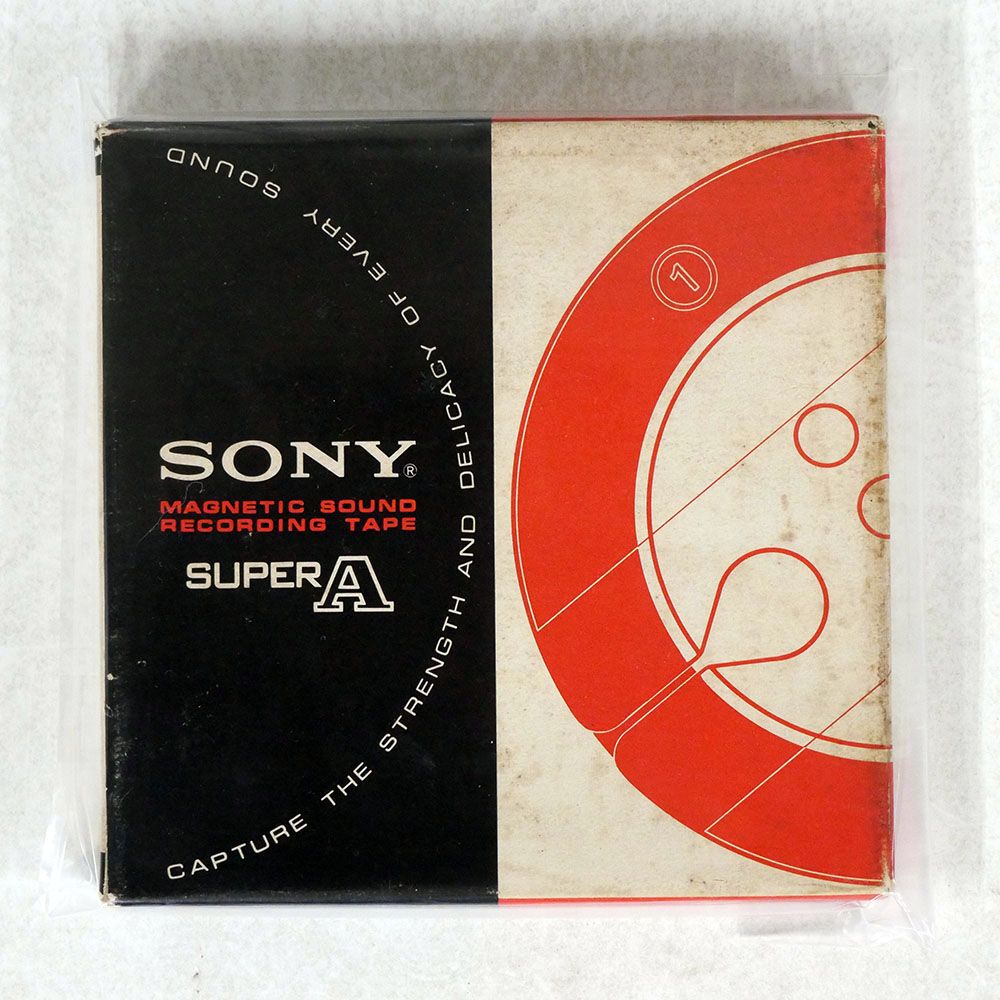 SONY®
MAGNETIC SOUND
RECORDING TAPE
SUPER A
CAPTURE THE STRENGTH AND DELICACY OF EVERY SOUND
1